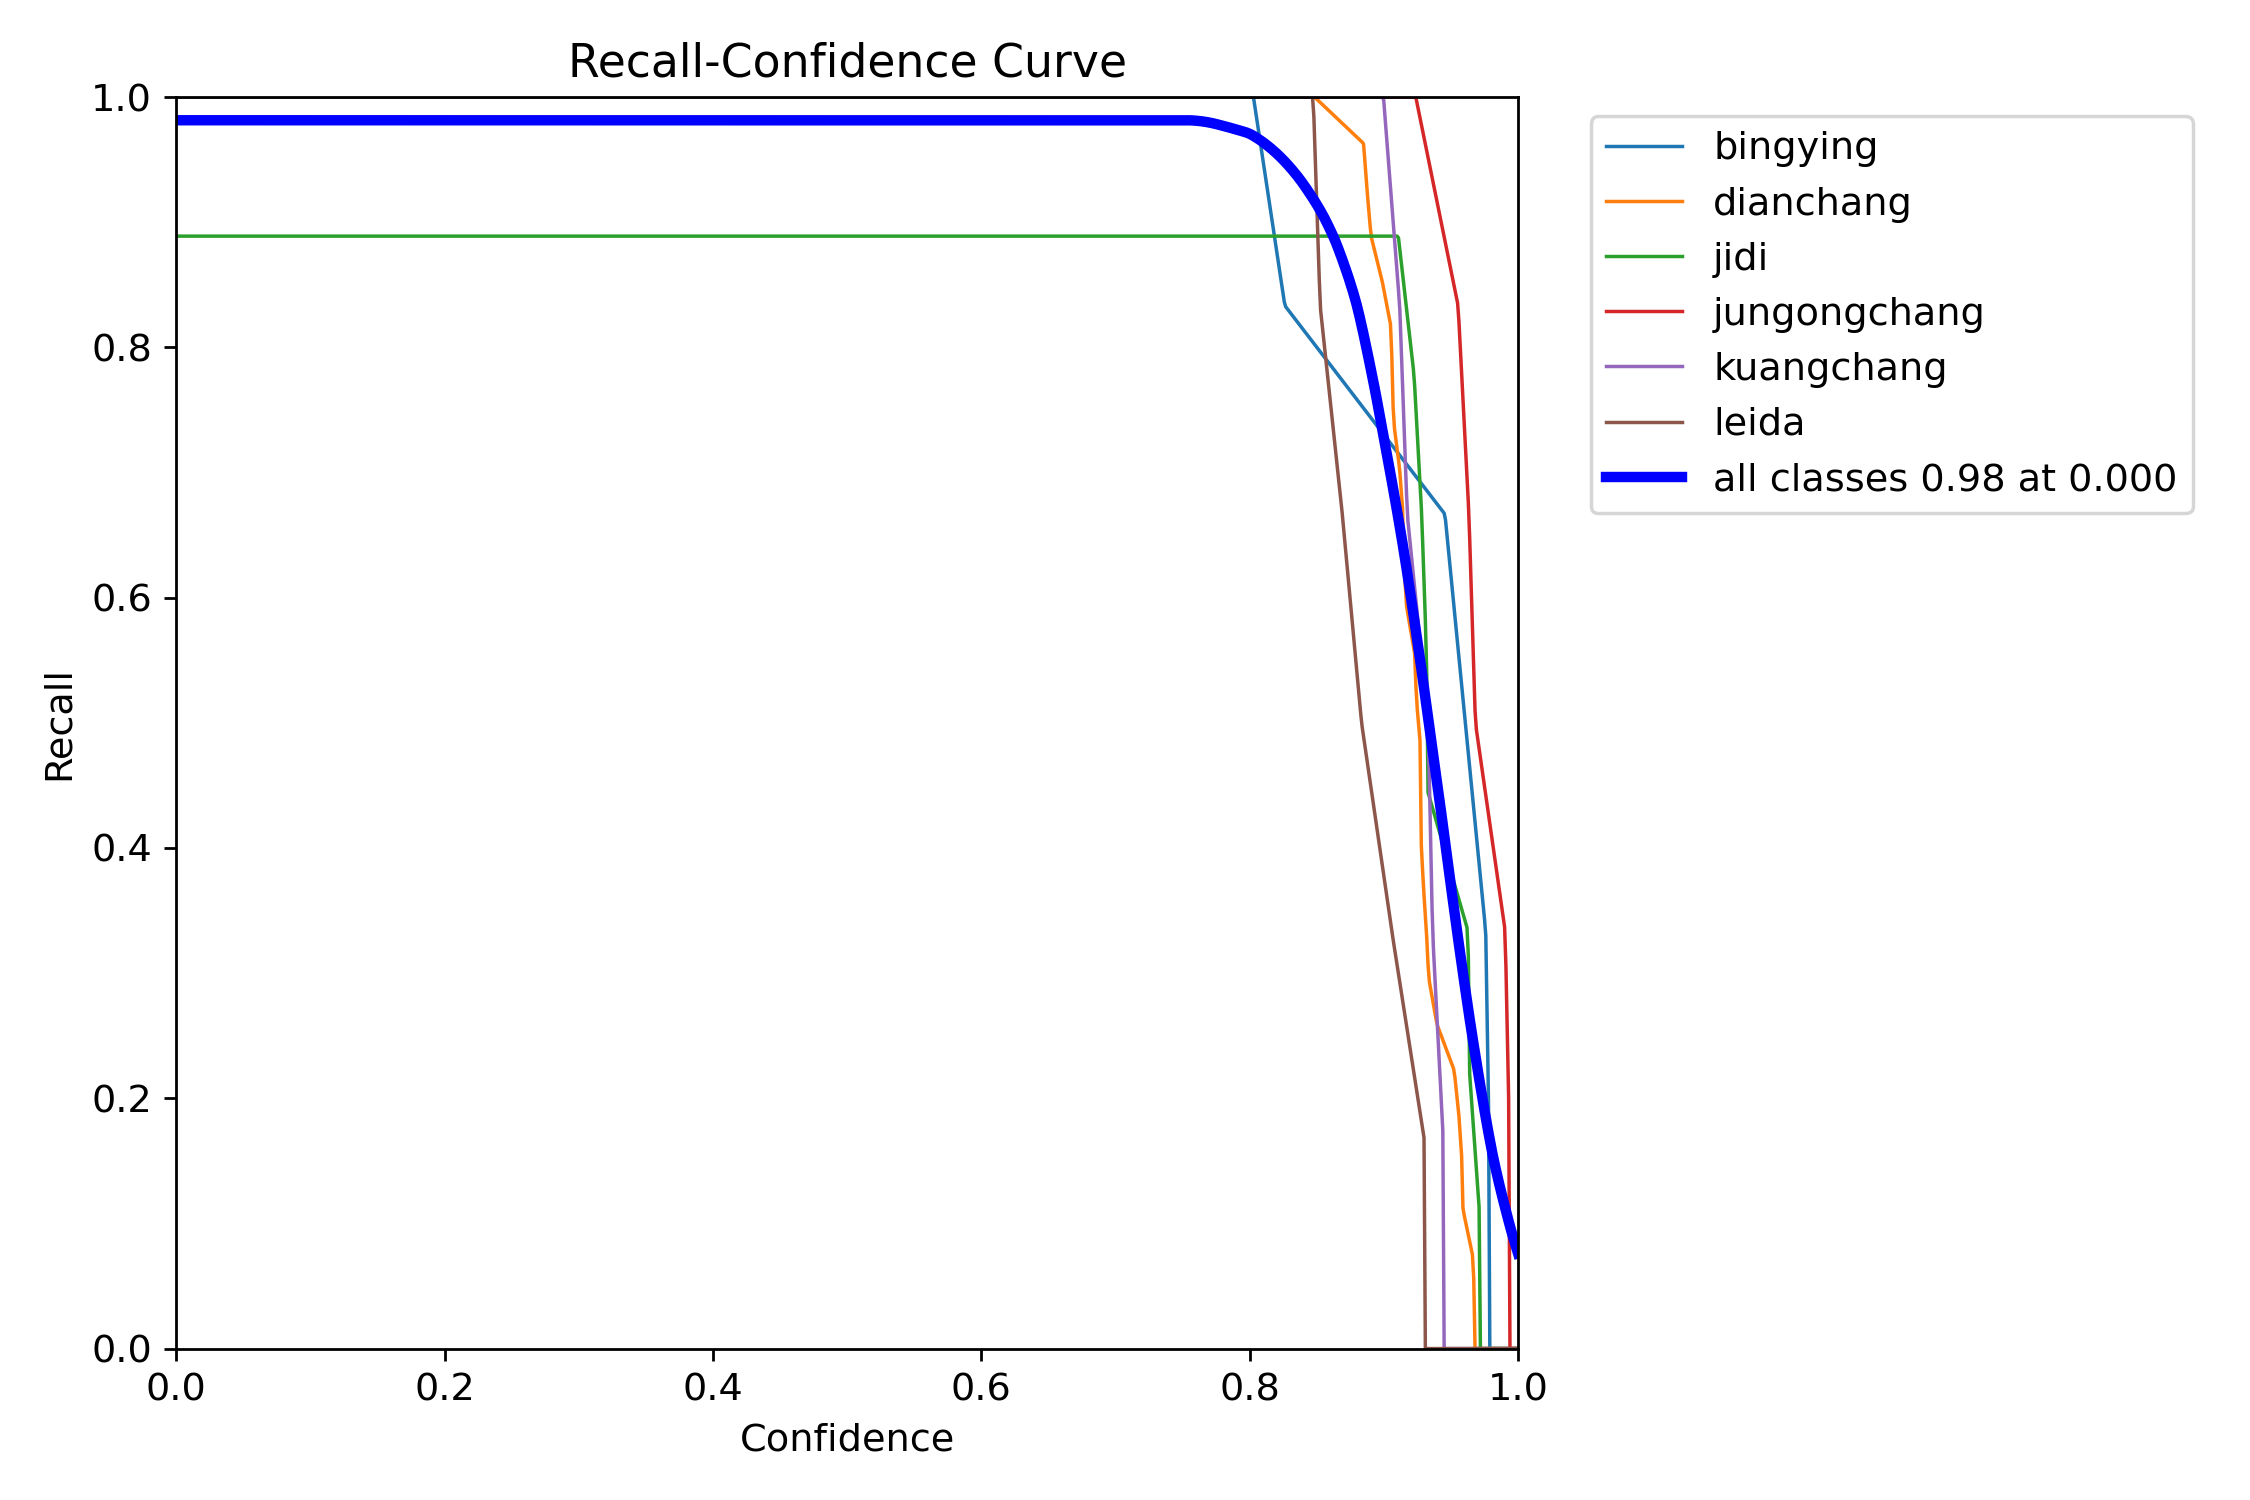 Recall-Confidence Curve
1.0
0.8
0.6
0.4
0.2
0.0
Recall
0.0 0.2 0.4 0.6 0.8 1.0
Confidence
bingying
dianchang
jidi
jungongchang
kuangchang
leida
all classes 0.98 at 0.000